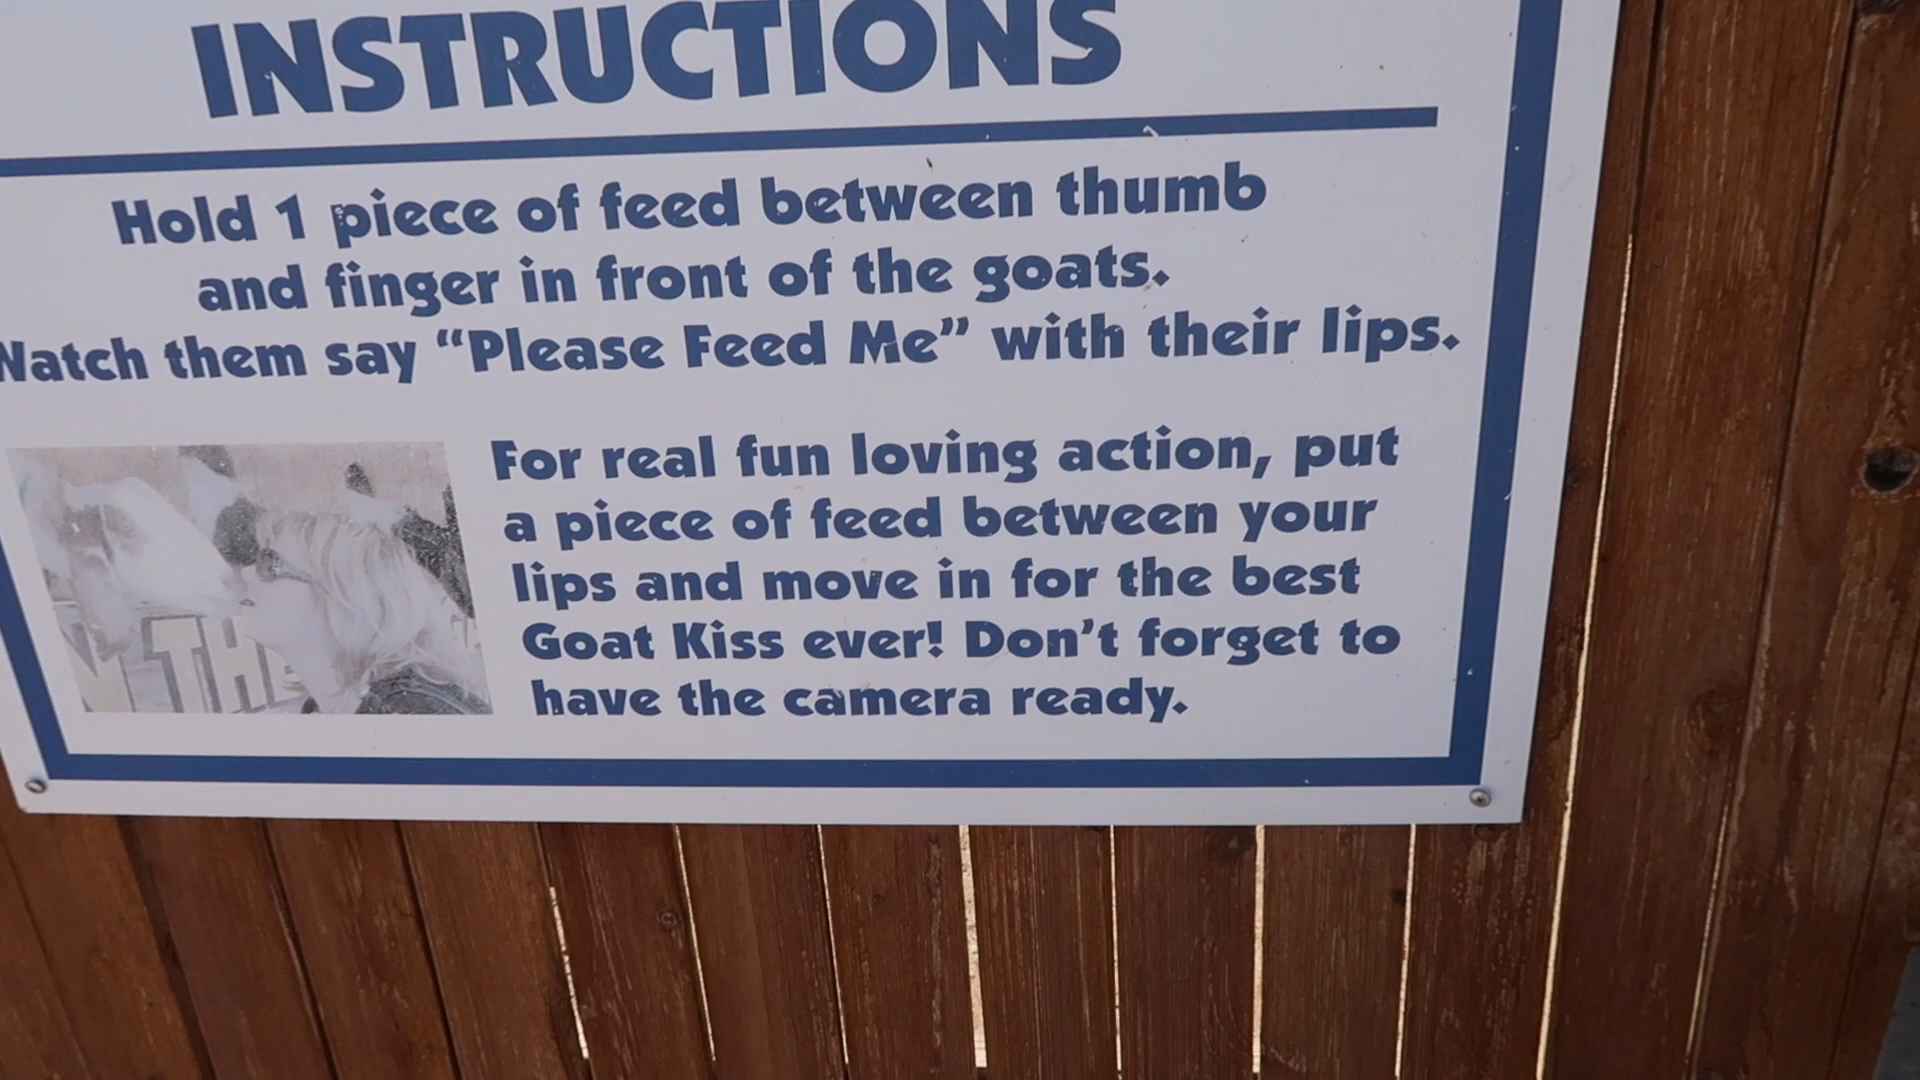 INSTRUCTIONS
Hold 1 piece of feed between thumb
and finger in front of the goats.
Watch them say “Please Feed Me” with their lips.
For real fun loving action, put
a piece of feed between your
lips and move in for the best
Goat Kiss ever! Don’t forget to
have the camera ready.
THE